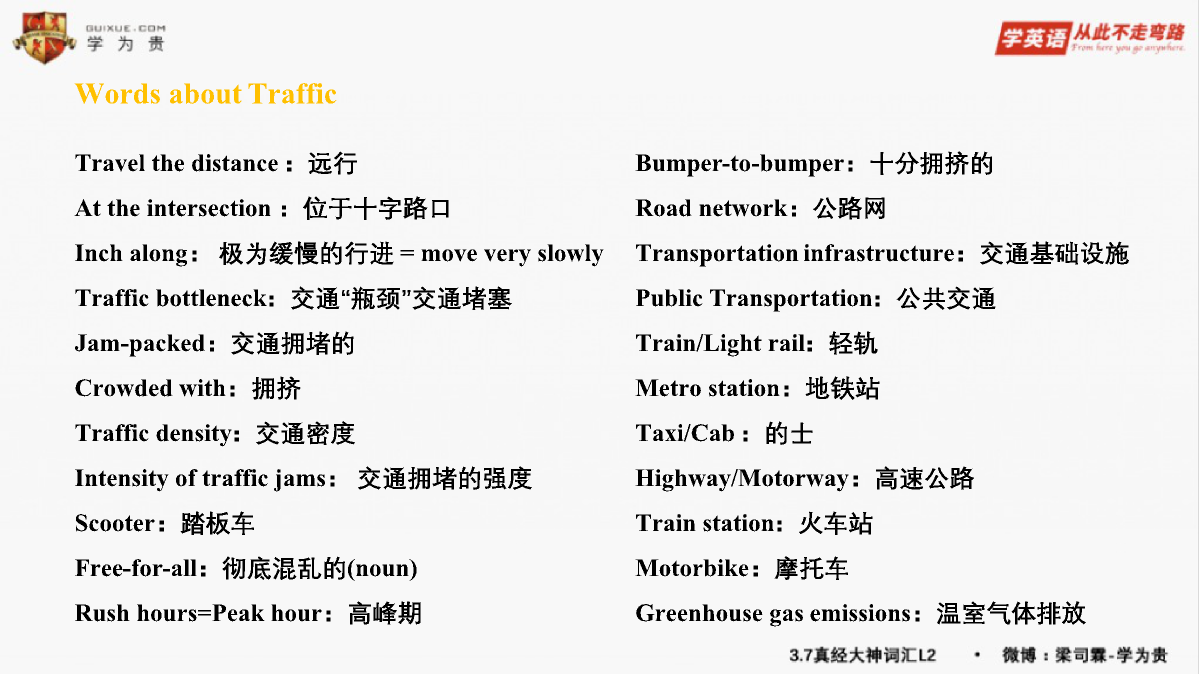 GUIXUE.COM
学为贵
学英语 从此不走弯路
From here you go anywhere.
Words about Traffic
Travel the distance：远行
At the intersection ：位于十字路口
Inch along： 极为缓慢的行进 = move very slowly
Traffic bottleneck：交通“瓶颈”交通堵塞
Jam-packed：交通拥堵的
Crowded with：拥挤
Traffic density：交通密度
Intensity of traffic jams： 交通拥堵的强度
Scooter：踏板车
Free-for-all：彻底混乱的(noun)
Rush hours=Peak hour：高峰期
Bumper-to-bumper：十分拥挤的
Road network：公路网
Transportation infrastructure：交通基础设施
Public Transportation：公共交通
Train/Light rail：轻轨
Metro station：地铁站
Taxi/Cab：的士
Highway/Motorway：高速公路
Train station：火车站
Motorbike：摩托车
Greenhouse gas emissions：温室气体排放
3.7真经大神词汇L2 • 微博：梁司霖-学为贵